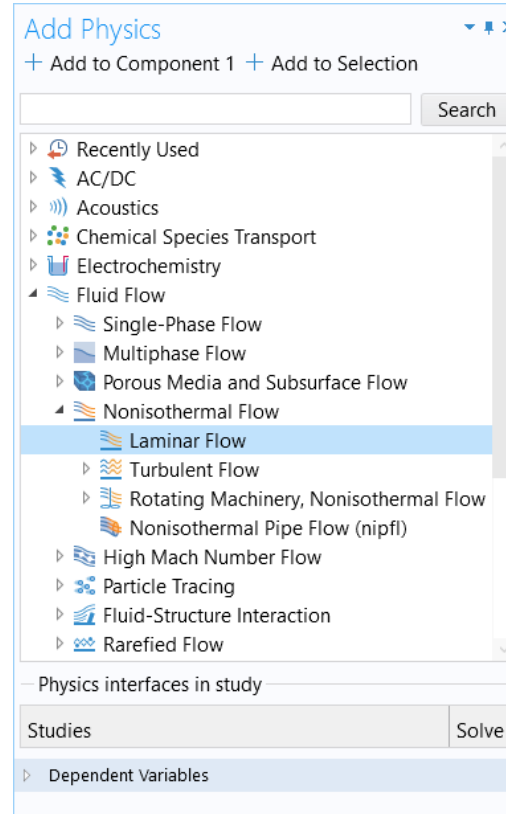 Add Physics
+ Add to Component 1 + Add to Selection
Search
Recently Used
AC/DC
Acoustics
Chemical Species Transport
Electrochemistry
Fluid Flow
Single-Phase Flow
Multiphase Flow
Porous Media and Subsurface Flow
Nonisothermal Flow
Laminar Flow
Turbulent Flow
Rotating Machinery, Nonisothermal Flow
Nonisothermal Pipe Flow (nipfl)
High Mach Number Flow
Particle Tracing
Fluid-Structure Interaction
Rarefied Flow
Physics interfaces in study
Studies Solve
Dependent Variables